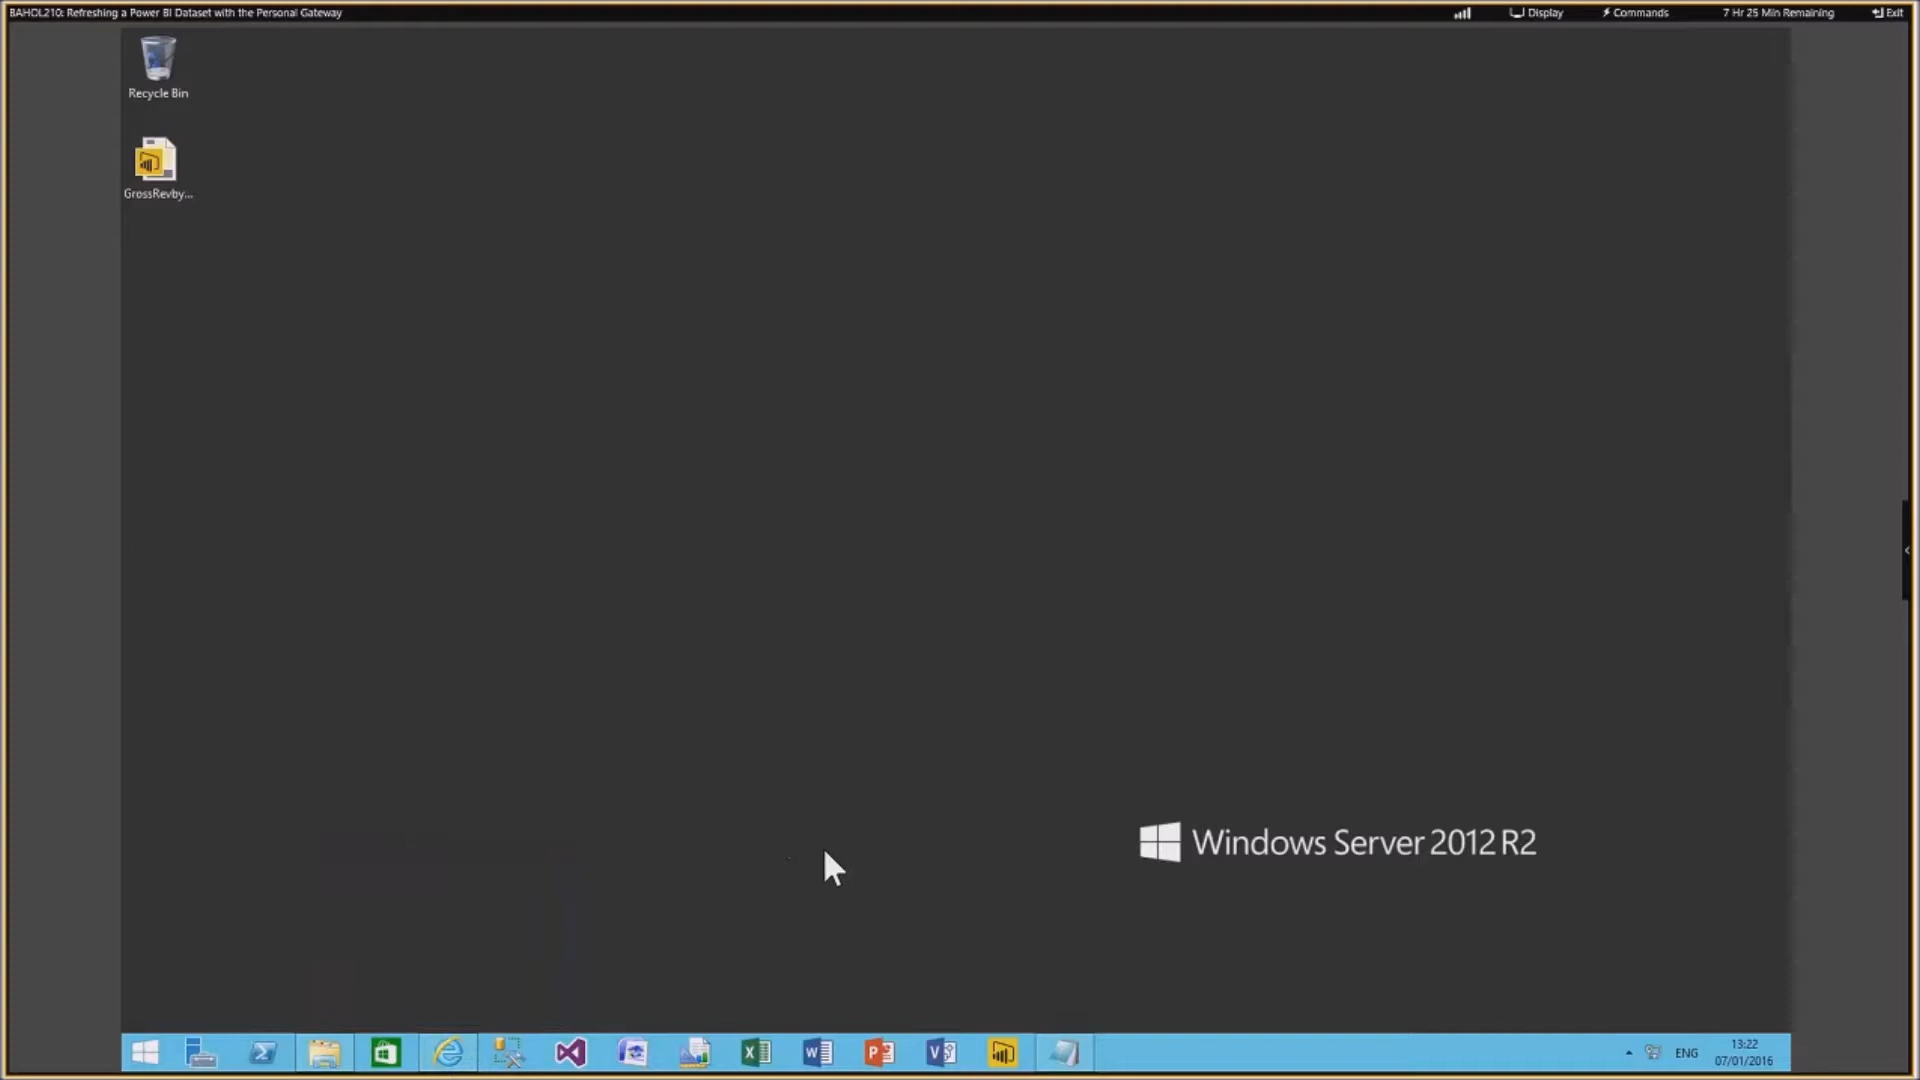 BAHOL210: Refreshing a Power BI Dataset with the Personal Gateway
Display
Commands
7 Hr 25 Min Remaining
Exit
Recycle Bin
GrossRevby...
Windows Server 2012 R2
ENG
13:22
07/01/2016